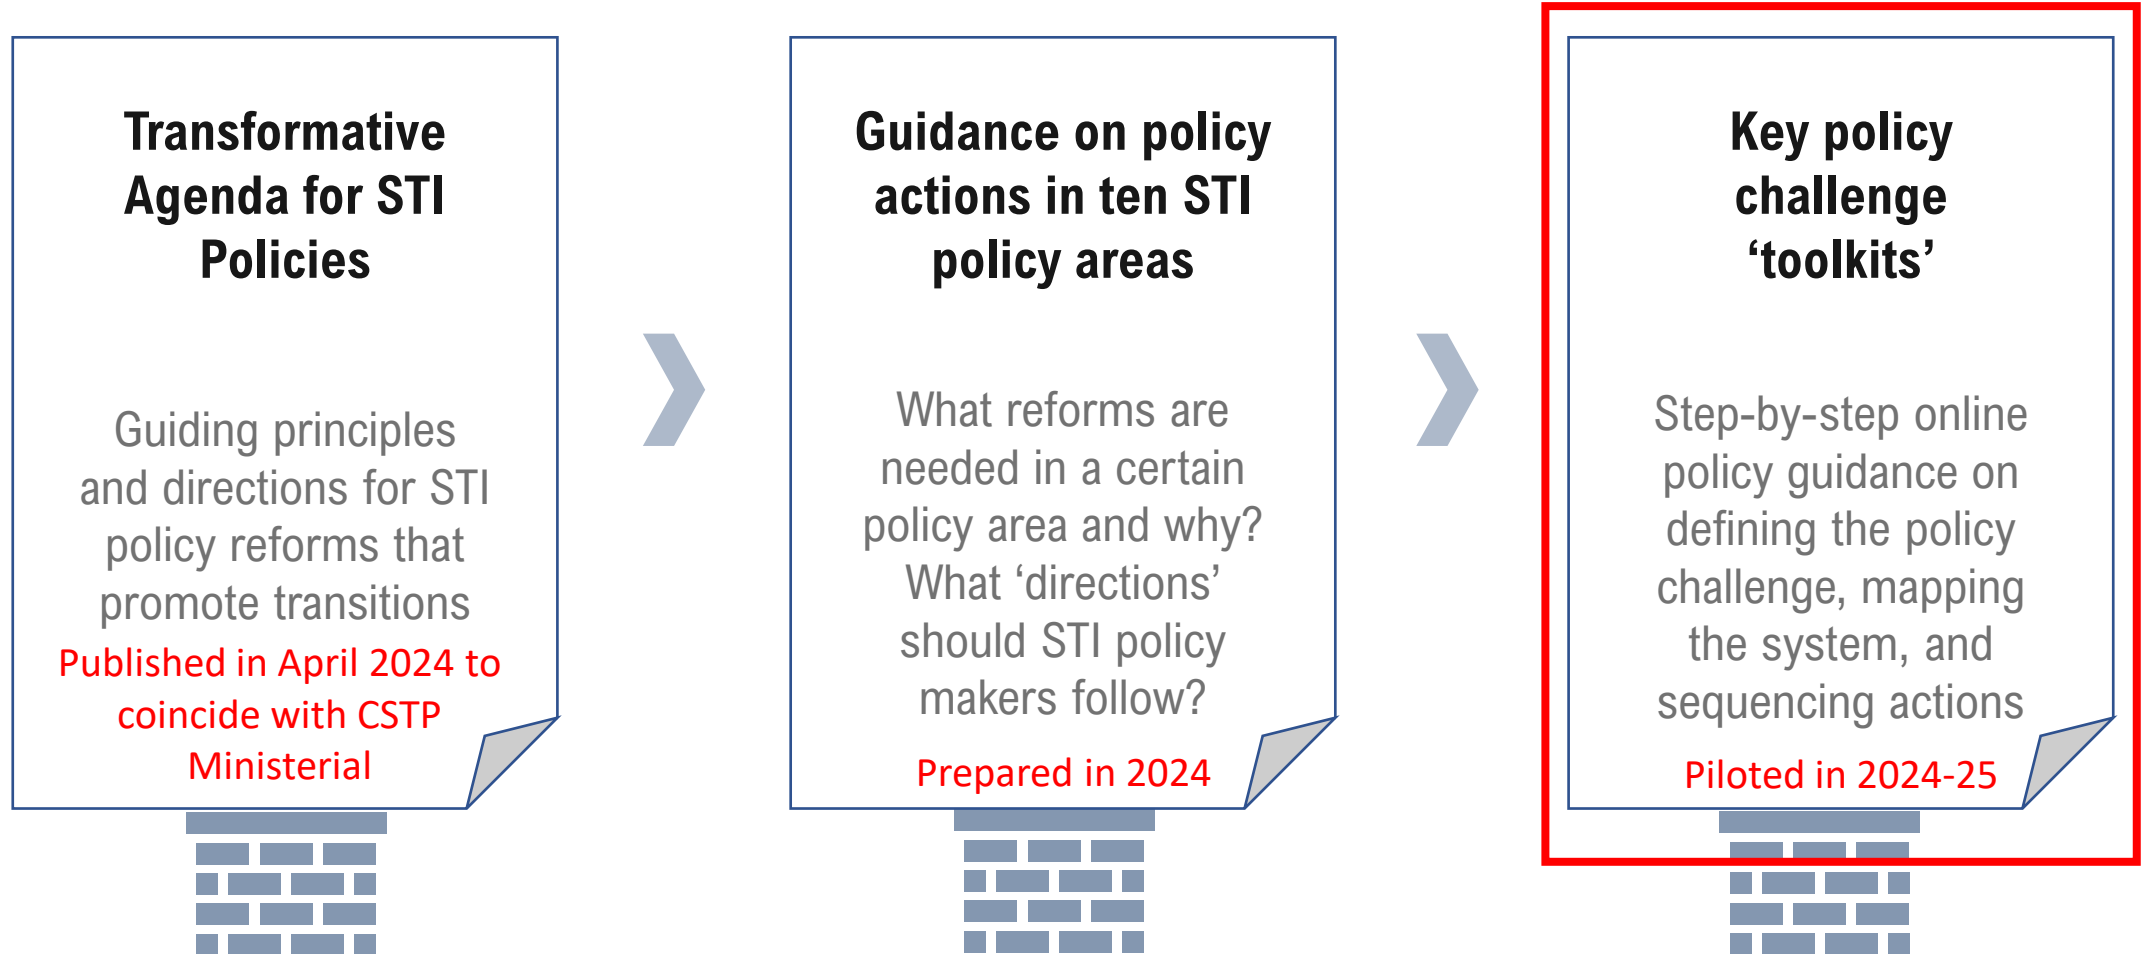 Transformative
Agenda for STI
Policies
Guiding principles
and directions for STI
policy reforms that
promote transitions
Published in April 2024 to
coincide with CSTP
Ministerial
Guidance on policy
actions in ten STI
policy areas
What reforms are
needed in a certain
policy area and why?
What ‘directions’
should STI policy
makers follow?
Prepared in 2024
Key policy
challenge
‘toolkits’
Step-by-step online
policy guidance on
defining the policy
challenge, mapping
the system, and
sequencing actions
Piloted in 2024-25